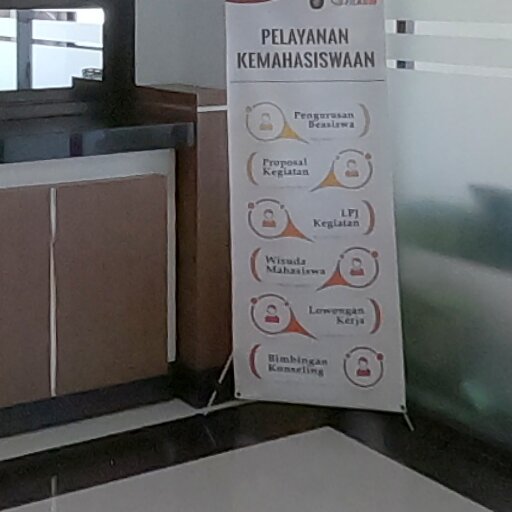 PELAYANAN
KEMAHASISWAAN
Pengurusan
Beasiswa
Proposal
Kegiatan
LPJ
Kegiatan
Wisuda
Mahasiswa
Lowongan
Kerja
Bimbingan
Konseling